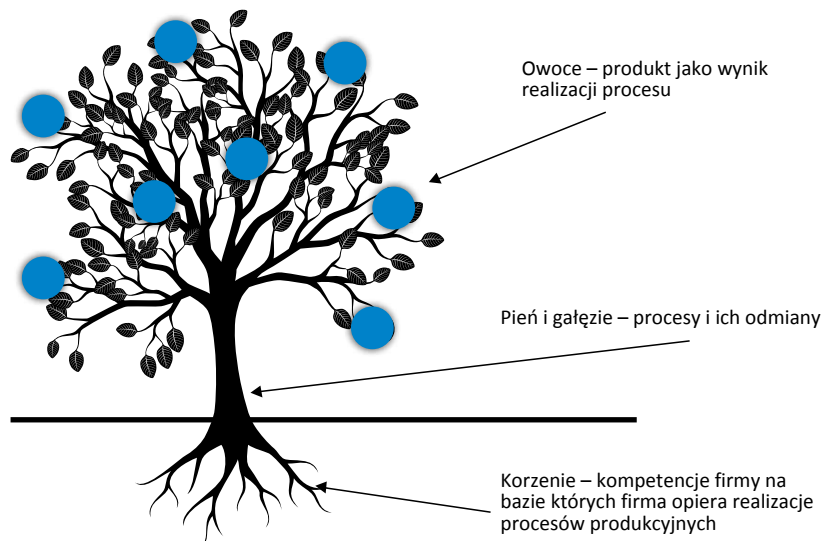 Owoce – produkt jako wynik
realizacji procesu
Pień i gałęzie – procesy i ich odmiany
Korzenie – kompetencje firmy na
bazie których firma opiera realizacje
procesów produkcyjnych